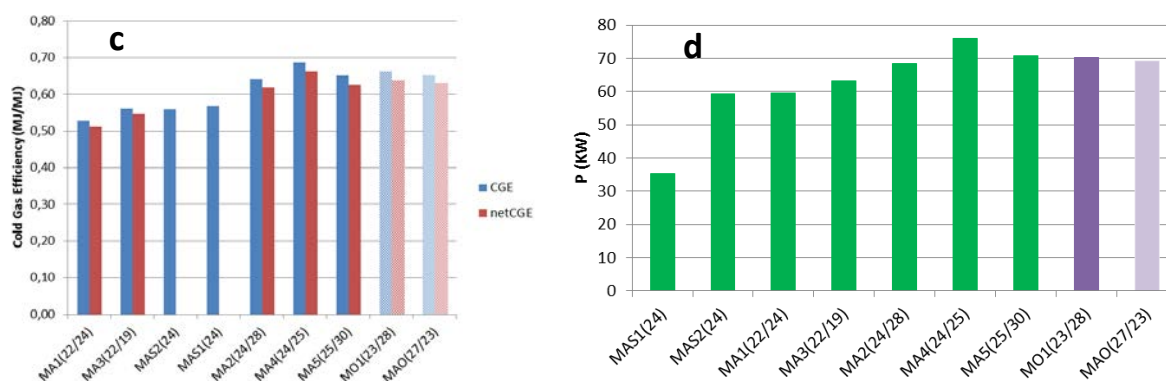 c
Cold Gas Efficiency (MJ/MJ)
0,80
0,70
0,60
0,50
0,40
0,30
0,20
0,10
0,00
MA1(22/24)
MA3(22/19)
MAS2(24)
MAS1(24)
MA2(24/28)
MA4(24/25)
MA5(25/30)
MO1(23/28)
MAO(27/23)
CGE
netCGE
d
P (KW)
80
70
60
50
40
30
20
10
0
MAS1(24)
MAS2(24)
MA1(22/24)
MA3(22/19)
MA2(24/28)
MA4(24/25)
MA5(25/30)
MO1(23/28)
MAO(27/23)